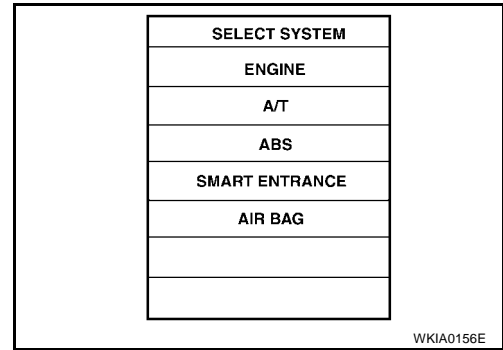 SELECT SYSTEM
ENGINE
A/T
ABS
SMART ENTRANCE
AIR BAG
WKIA0156E